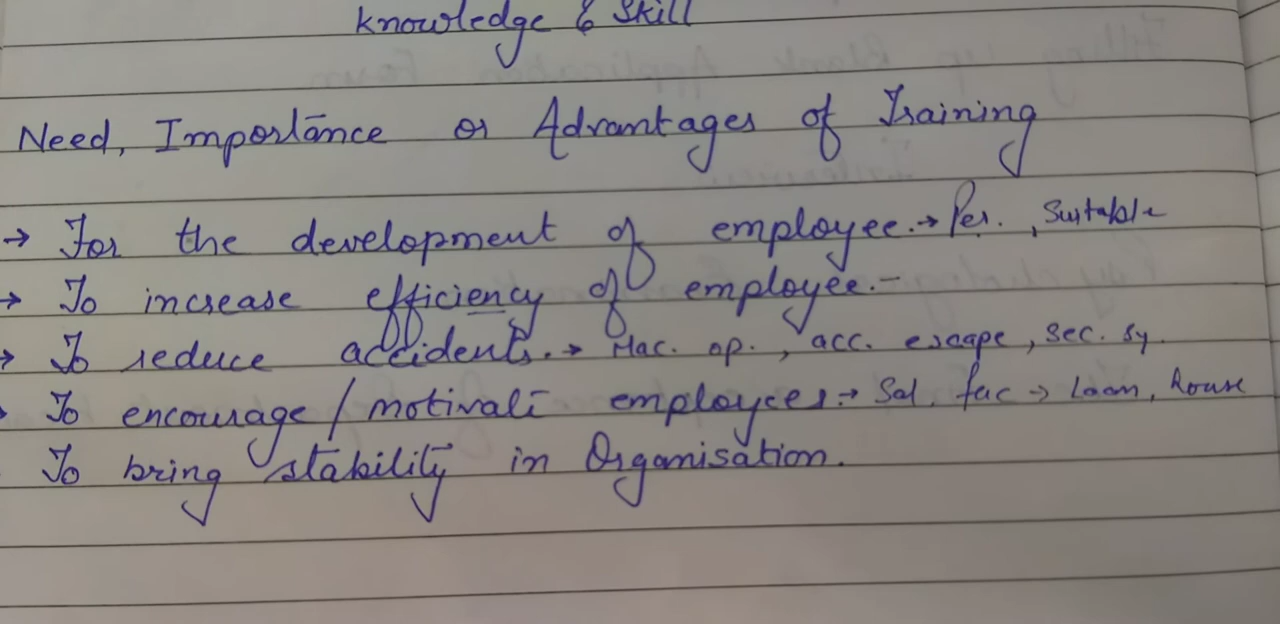 knowledge & Skill
Need, Importance or Advantages of Training
→ For the development of employee.→ Per. , Suitable
→ To increase efficiency of employee.-
→ To reduce accidents.→ Mac. op. , acc. escape, Sec. Sy.
To encourage/motivate employees→ Sal. fac → Loan, house
To bring stability in Organisation.